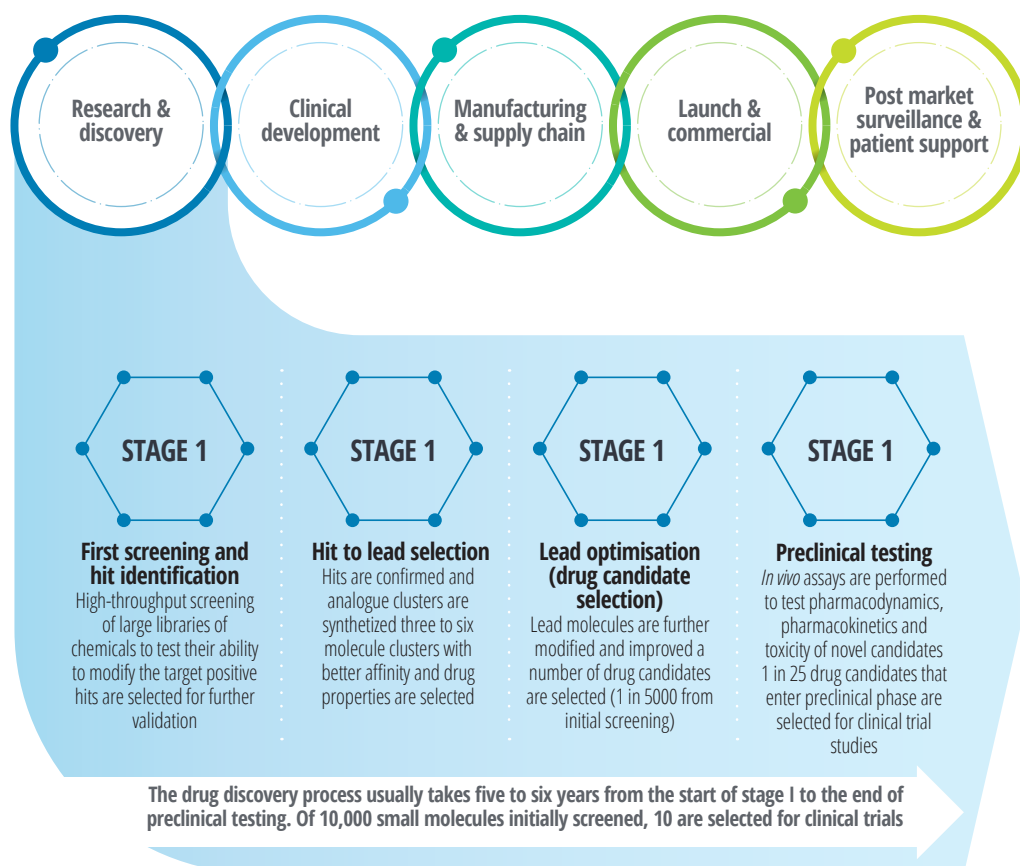 Research &
discovery
Clinical
development
Manufacturing
& supply chain
Launch &
commercial
Post market
surveillance &
patient support
STAGE 1
First screening and
hit identification
High-throughput screening
of large libraries of
chemicals to test their ability
to modify the target positive
hits are selected for further
validation
STAGE 1
Hit to lead selection
Hits are confirmed and
analogue clusters are
synthetized three to six
molecule clusters with
better affinity and drug
properties are selected
STAGE 1
Lead optimisation
(drug candidate
selection)
Lead molecules are further
modified and improved a
number of drug candidates
are selected (1 in 5000 from
initial screening)
STAGE 1
Preclinical testing
In vivo assays are performed
to test pharmacodynamics,
pharmacokinetics and
toxicity of novel candidates
1 in 25 drug candidates that
enter preclinical phase are
selected for clinical trial
studies
The drug discovery process usually takes five to six years from the start of stage I to the end of
preclinical testing. Of 10,000 small molecules initially screened, 10 are selected for clinical trials